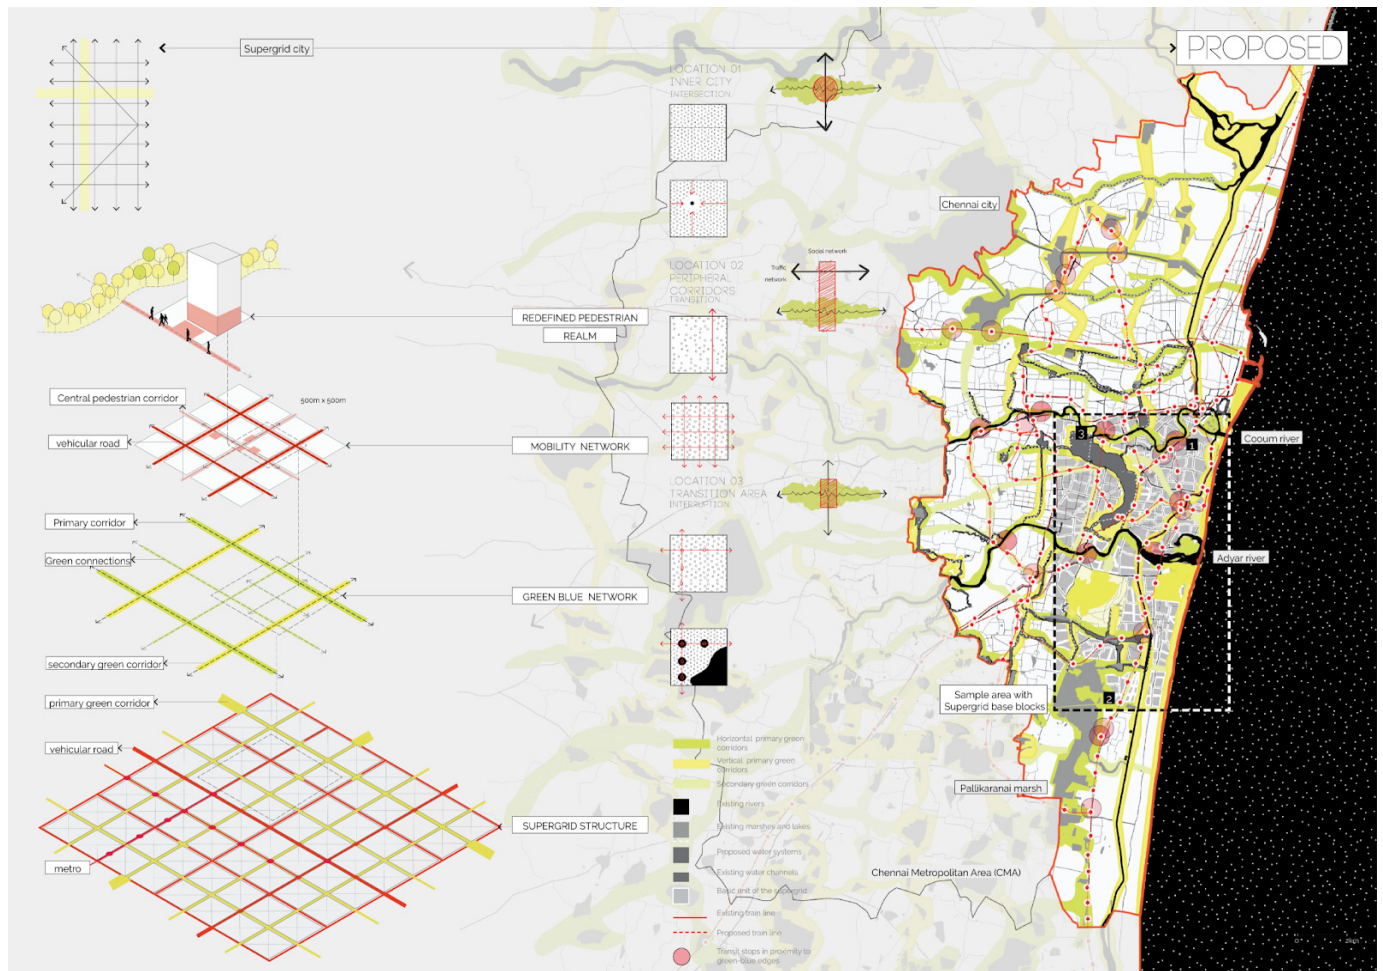 PROPOSED
Supergrid city
LOCATION 01
INNER CITY
INTERSECTION
Chennai city
Social network
Traffic
network
LOCATION 02
PERIPHERAL
CORRIDORS
TRANSITION
REDEFINED PEDESTRIAN
REALM
Central pedestrian corridor
500m x 500m
vehicular road
MOBILITY NETWORK
3
1
Cooum river
LOCATION 03
TRANSITION AREA
INTERRUPTION
Primary corridor
Green connections
Adyar river
GREEN BLUE NETWORK
secondary green corridor
primary green corridor
Sample area with
Supergrid base blocks
2
vehicular road
Horizontal primary green
corridors
Vertical primary green
corridors
Secondary green corridors
Pallikaranai marsh
Existing rivers
SUPERGRID STRUCTURE
Existing marshes and lakes
Proposed water systems
metro
Existing water channels
Chennai Metropolitan Area (CMA)
Basic unit of the supergrid
Existing train line
Proposed train line
Transit stops in proximity to
green-blue edges